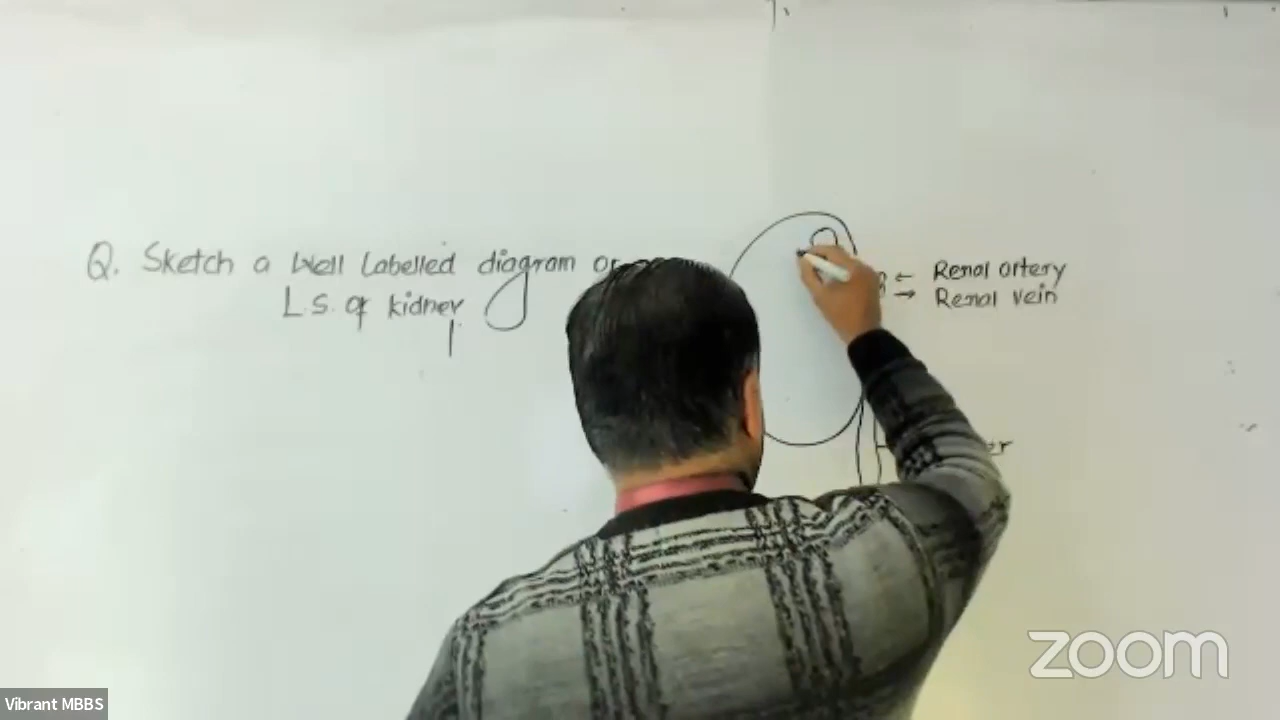 Q. Sketch a Well Labelled diagram of
L.S. of kidney
Renal artery
Renal vein
zoom
Vibrant MBBS